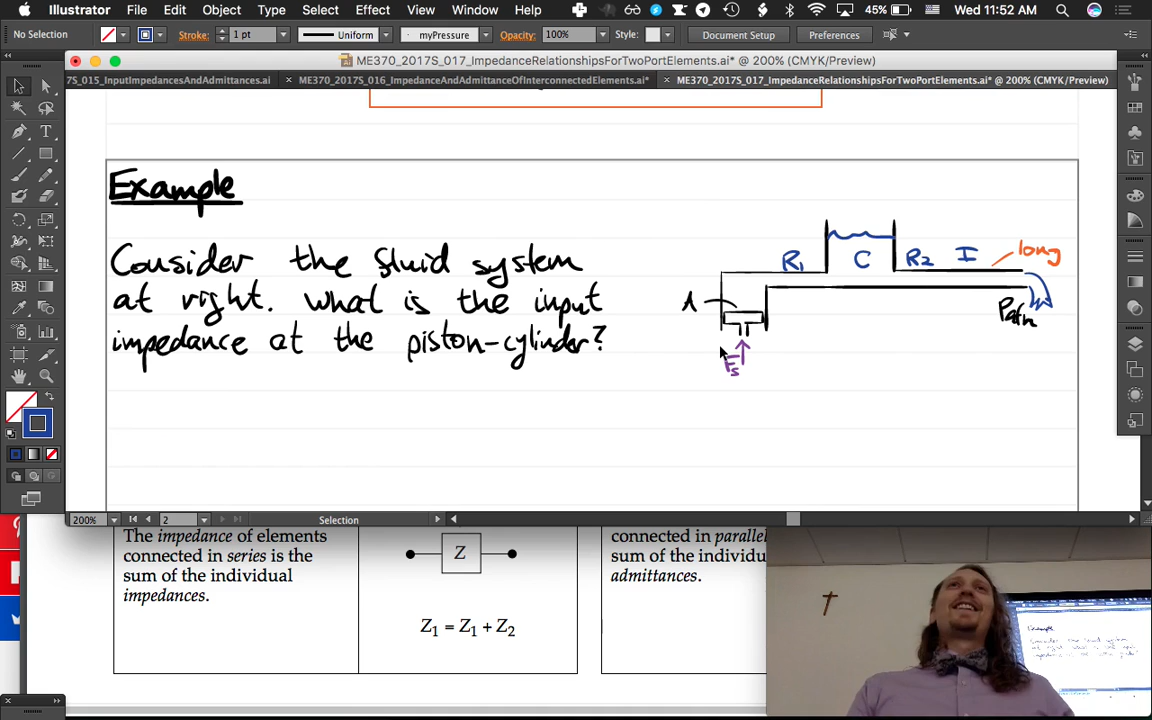 Illustrator File Edit Object Type Select Effect View Window Help 45% Wed 11:52 AM
No Selection Stroke: 1 pt Uniform myPressure Opacity: 100% Style: Document Setup Preferences
ME370_2017S_017_ImpedanceRelationshipsForTwoPortElements.ai* @ 200% (CMYK/Preview)
7S_015_InputImpedancesAndAdmittances.ai ME370_2017S_016_ImpedanceAndAdmittanceOfInterconnectedElements.ai* ME370_2017S_017_ImpedanceRelationshipsForTwoPortElements.ai* @ 200% (CMYK/Preview)
Example
Consider the fluid system
at right. What is the input
impedance at the piston-cylinder?
R1 C R2 I long
A
Patm
Fs
200% 2 Selection
The impedance of elements
connected in series is the
sum of the individual
impedances.
Z
Z1 = Z1 + Z2
connected in parallel
sum of the individu
admittances.